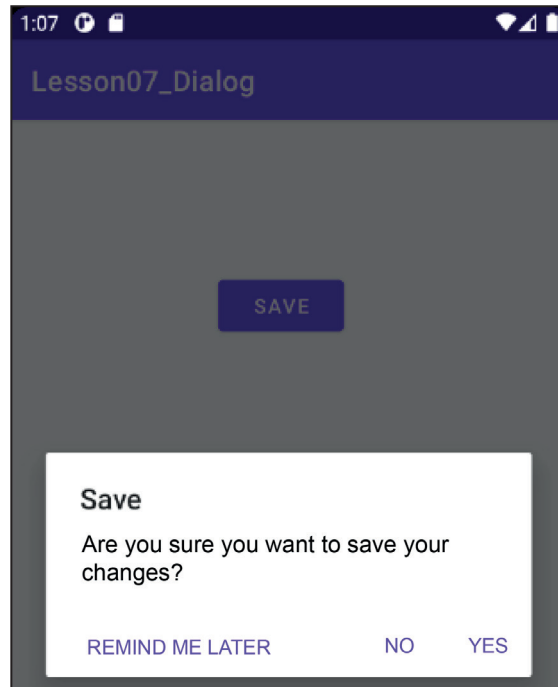 1:07
Lesson07_Dialog
SAVE
Save
Are you sure you want to save your
changes?
REMIND ME LATER NO YES